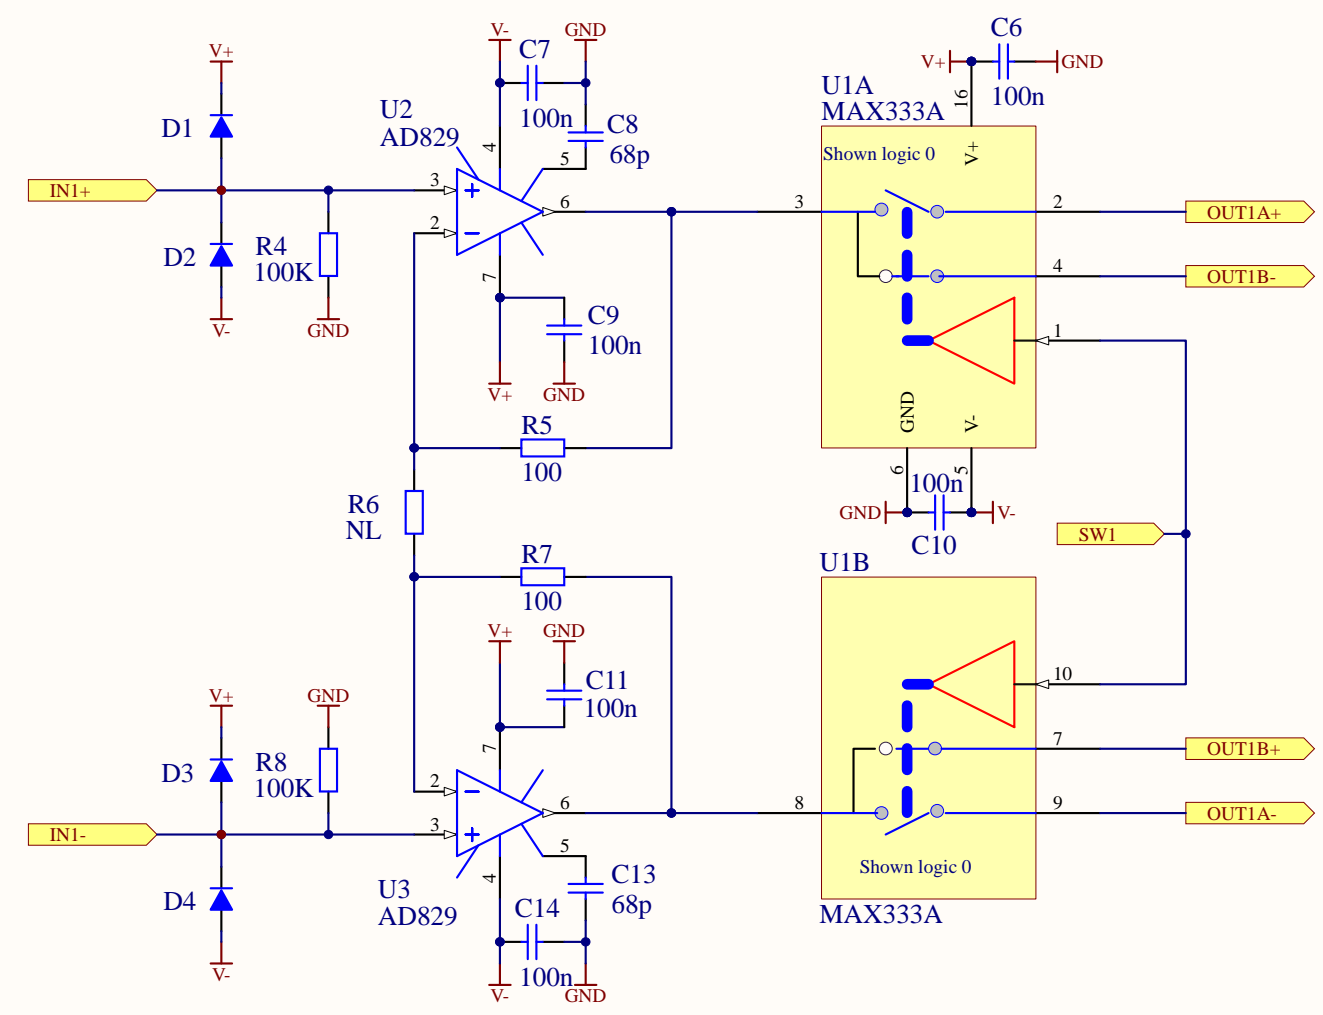 V-
GND
C6
V+
C7
V+
GND
U1A
MAX333A
16
100n
U2
AD829
100n
C8
68p
D1
4
5
V+
Shown logic 0
IN1+
3
6
3
2
OUT1A+
2
D2
R4
100K
7
4
OUT1B-
C9
100n
1
V-
GND
V+
GND
GND
V-
R5
100
6
5
100n
R6
NL
GND
V-
SW1
C10
R7
100
U1B
V+
GND
C11
100n
10
V+
GND
7
7
OUT1B+
D3
R8
100K
2
6
8
9
OUT1A-
IN1-
3
5
Shown logic 0
4
C13
68p
U3
AD829
D4
C14
MAX333A
V-
100n
V-
GND